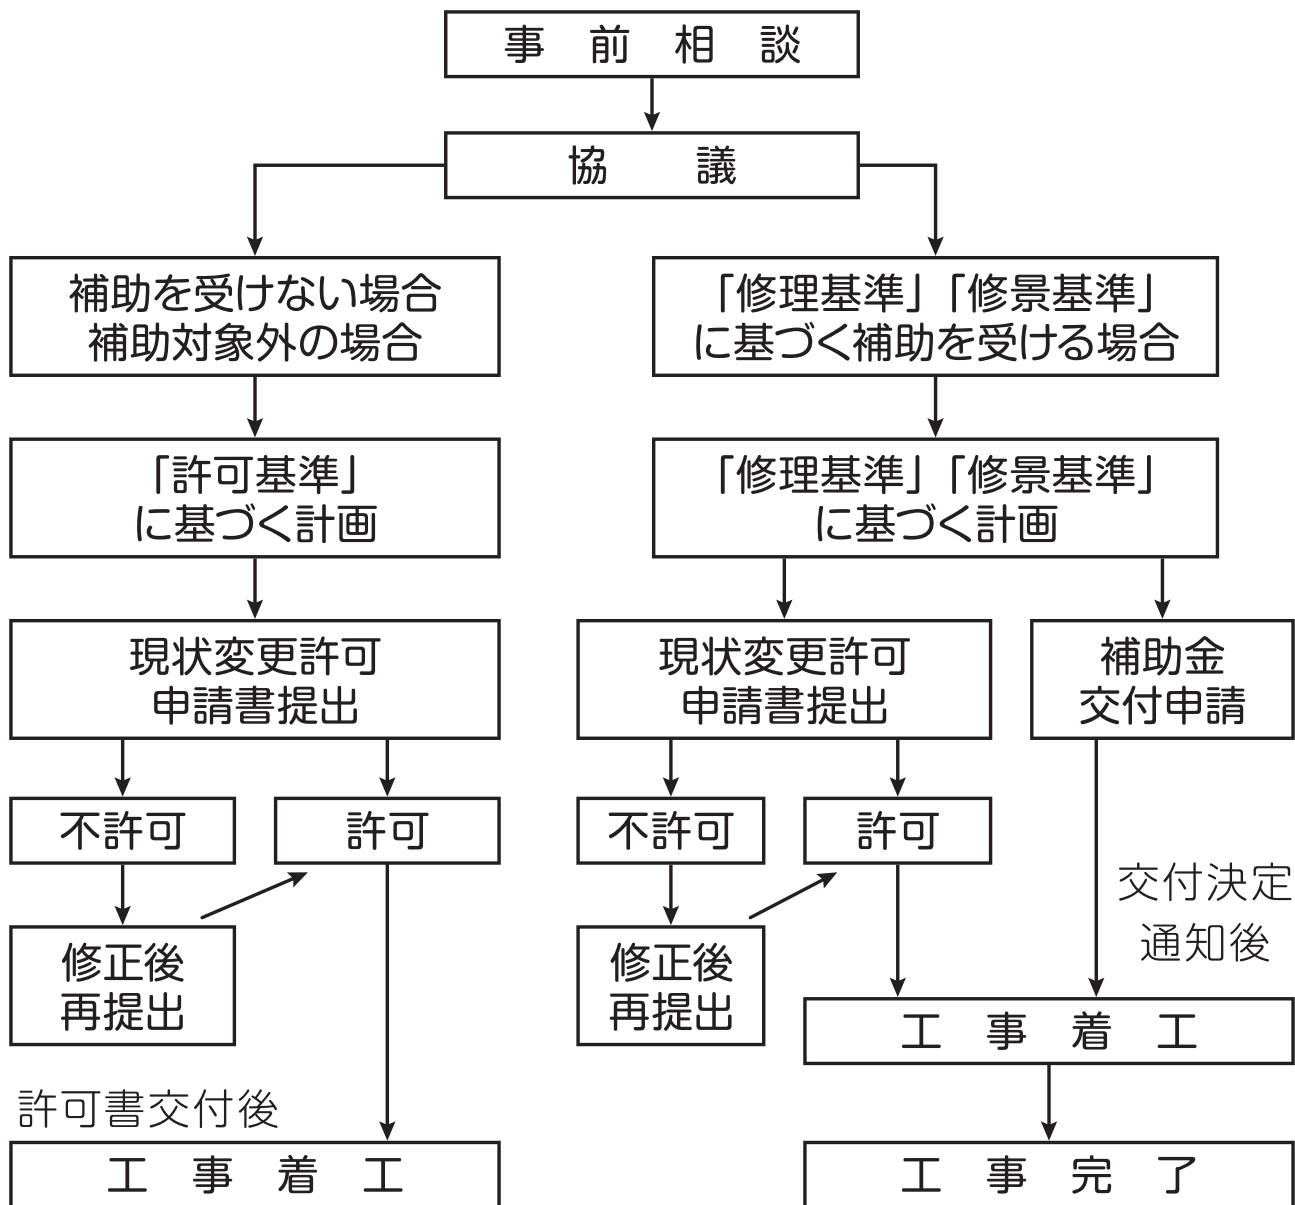 事前相談
協議
補助を受けない場合
補助対象外の場合
「修理基準」「修景基準」
に基づく補助を受ける場合
「許可基準」
に基づく計画
「修理基準」「修景基準」
に基づく計画
現状変更許可
申請書提出
現状変更許可
申請書提出
補助金
交付申請
不許可
許可
不許可
許可
交付決定
通知後
修正後
再提出
修正後
再提出
工事着工
許可書交付後
工事着工
工事完了